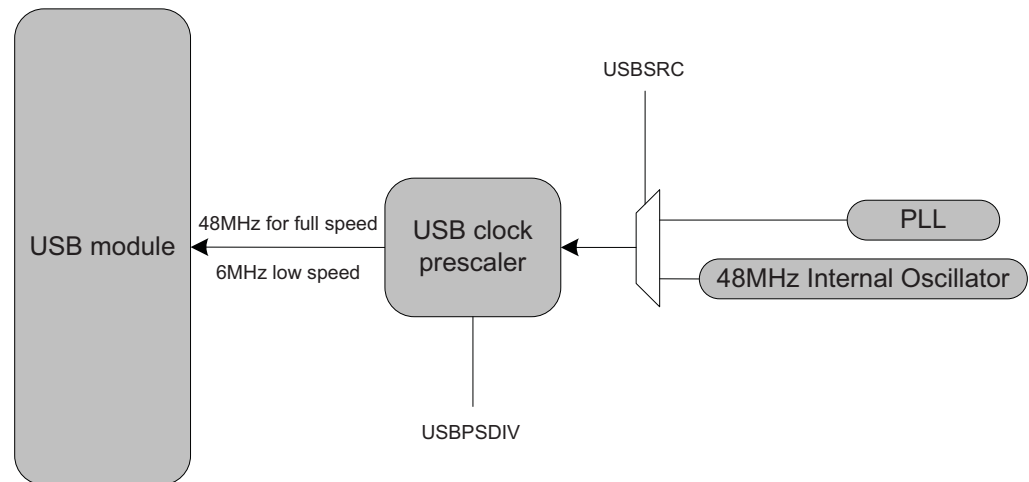 USBSRC
PLL
48MHz for full speed
USB module
USB clock
prescaler
6MHz low speed
48MHz Internal Oscillator
USBPSDIV